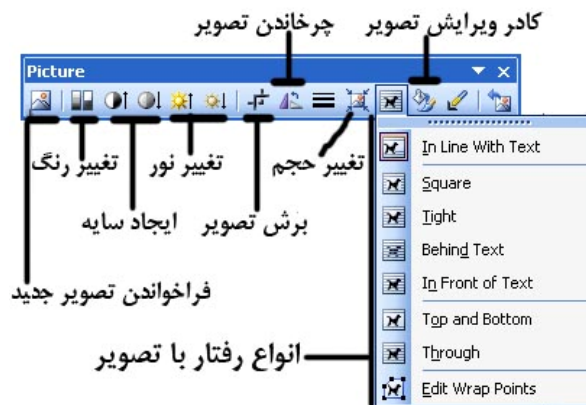 کادر ویرایش تصویر
چرخاندن تصویر
Picture
تغییر رنگ
تغییر نور
تغییر حجم
ایجاد سایه
برش تصویر
فراخواندن تصویر جدید
انواع رفتار با تصویر
In Line With Text
Square
Tight
Behind Text
In Front of Text
Top and Bottom
Through
Edit Wrap Points